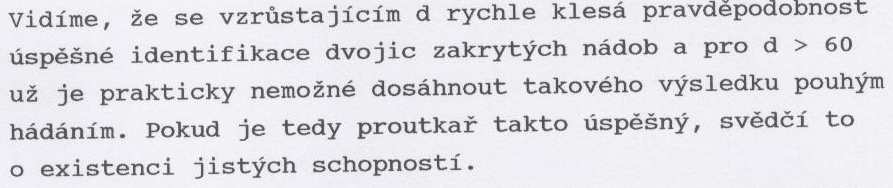 Vidíme, že se vzrůstajícím d rychle klesá pravděpodobnost
úspěšné identifikace dvojic zakrytých nádob a pro d > 60
už je prakticky nemožné dosáhnout takového výsledku pouhým
hádáním. Pokud je tedy proutkař takto úspěšný, svědčí to
o existenci jistých schopností.